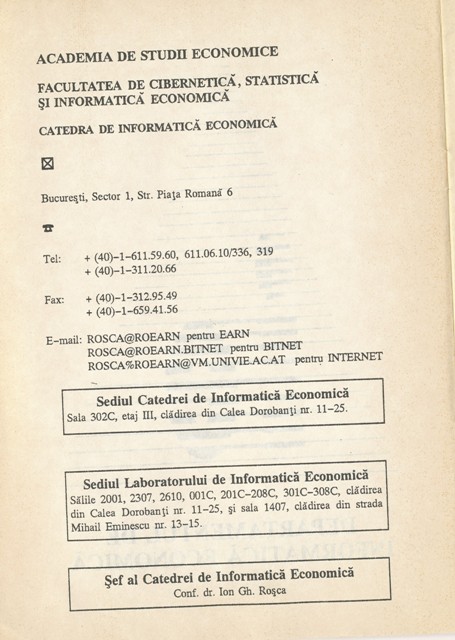 ACADEMIA DE STUDII ECONOMICE
FACULTATEA DE CIBERNETICĂ, STATISTICĂ
ŞI INFORMATICĂ ECONOMICĂ
CATEDRA DE INFORMATICĂ ECONOMICĂ
Bucureşti, Sector 1, Str. Piaţa Romană 6
Tel: + (40)-1-611.59.60, 611.06.10/336, 319
+ (40)-1-311.20.66
Fax: + (40)-1-312.95.49
+ (40)-1-659.41.56
E-mail: ROSCA@ROEARN pentru EARN
ROSCA@ROEARN.BITNET pentru BITNET
ROSCA%ROEARN@VM.UNIVIE.AC.AT pentru INTERNET
Sediul Catedrei de Informatică Economică
Sala 302C, etaj III, clădirea din Calea Dorobanţi nr. 11-25.
Sediul Laboratorului de Informatică Economică
Sălile 2001, 2307, 2610, 001C, 201C-208C, 301C-308C, clădirea
din Calea Dorobanţi nr. 11-25, şi sala 1407, clădirea din strada
Mihail Eminescu nr. 13-15.
Şef al Catedrei de Informatică Economică
Conf. dr. Ion Gh. Roşca